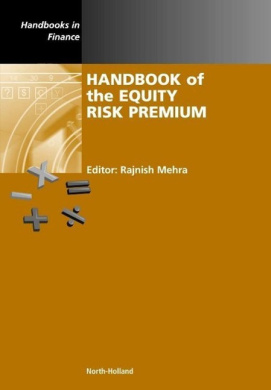 Handbooks in
Finance
HANDBOOK of
the EQUITY
RISK PREMIUM
Editor: Rajnish Mehra
North-Holland